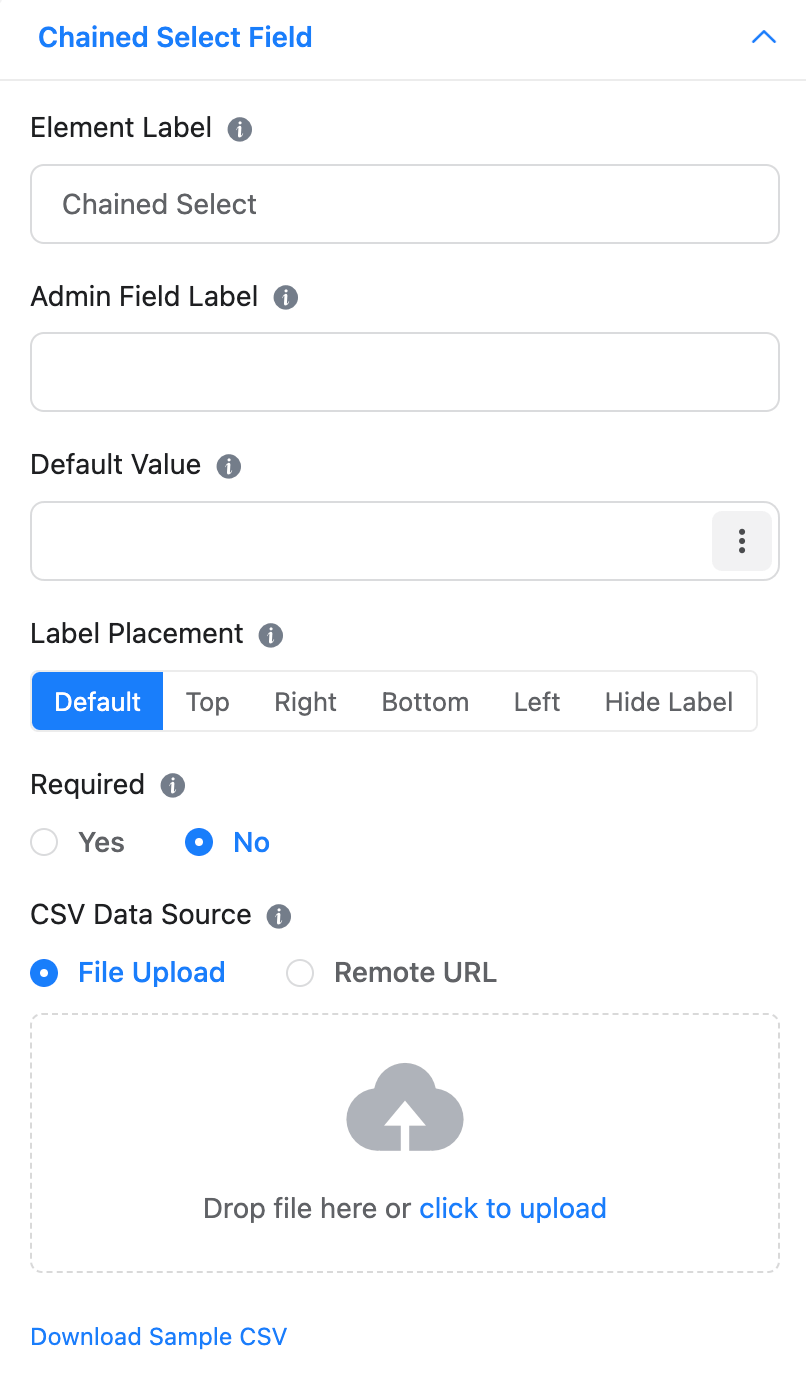 Chained Select Field
Element Label
Chained Select
Admin Field Label
Default Value
Label Placement
Default Top Right Bottom Left Hide Label
Required
Yes No
CSV Data Source
File Upload Remote URL
Drop file here or click to upload
Download Sample CSV